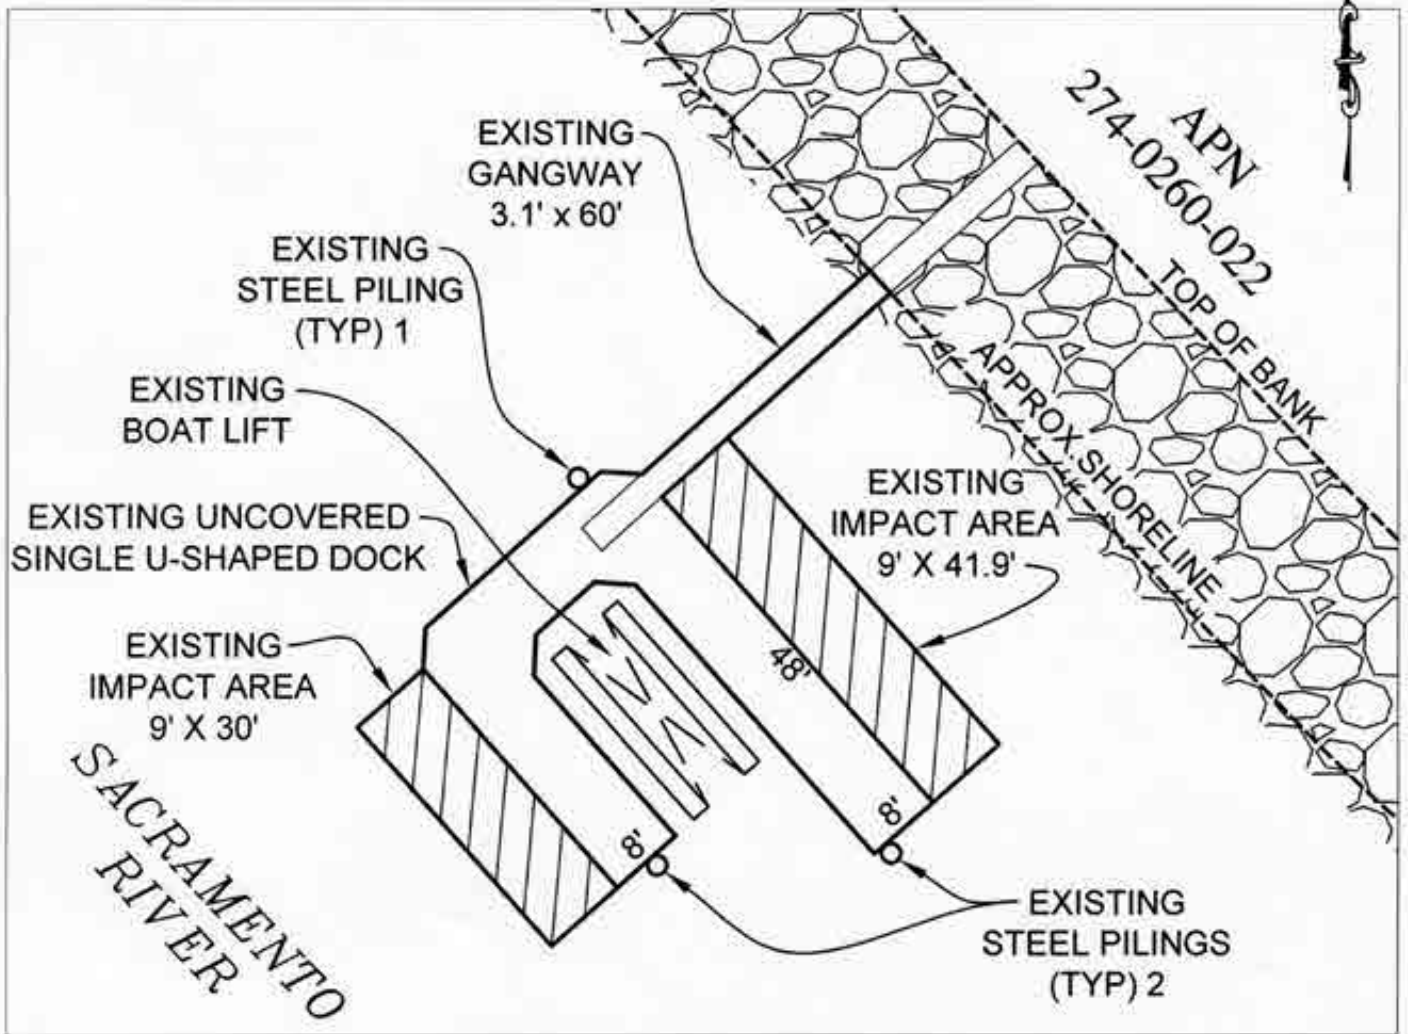 APN
274-0260-022
EXISTING
GANGWAY
3.1' x 60'
EXISTING
STEEL PILING
(TYP) 1
TOP OF BANK
APPROX. SHORELINE
EXISTING
BOAT LIFT
EXISTING
IMPACT AREA
9' X 41.9'
EXISTING UNCOVERED
SINGLE U-SHAPED DOCK
EXISTING
IMPACT AREA
9' X 30'
48'
8'
8'
SACRAMENTO
RIVER
EXISTING
STEEL PILINGS
(TYP) 2